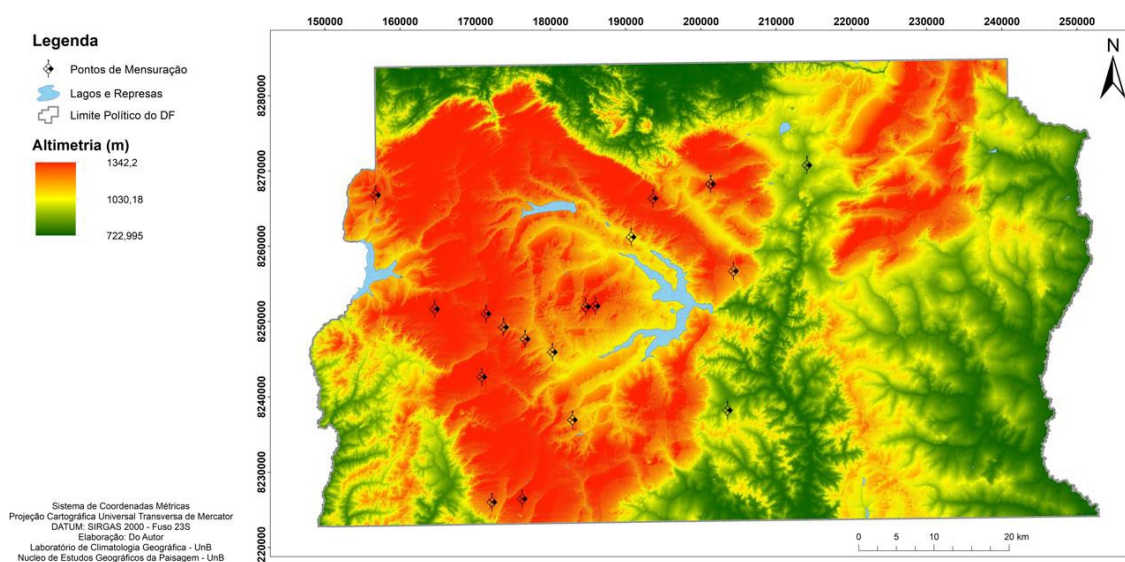 150000 160000 170000 180000 190000 200000 210000 220000 230000 240000 250000
Legenda
Pontos de Mensuração
Lagos e Represas
Limite Político do DF
Altimetria (m)
1342,2
1030,18
722,995
8280000
8270000
8260000
8250000
8240000
8230000
8220000
N
0 5 10 20 km
Sistema de Coordenadas Métricas
Projeção Cartográfica Universal Transversa de Mercator
DATUM: SIRGAS 2000 - Fuso 23S
Elaboração: Do Autor
Laboratório de Climatologia Geográfica - UnB
Nucleo de Estudos Geográficos da Paisagem - UnB